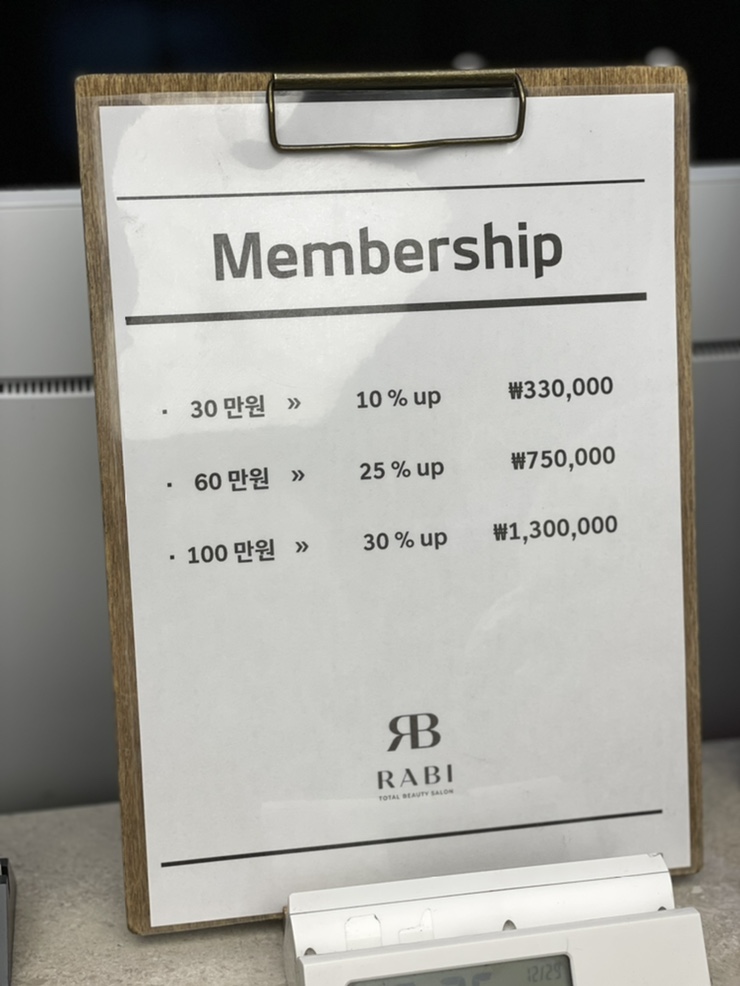 Membership
· 30 만원 » 10 % up ₩330,000
· 60 만원 » 25 % up ₩750,000
· 100 만원 » 30 % up ₩1,300,000
RB
RABI
TOTAL BEAUTY SALON